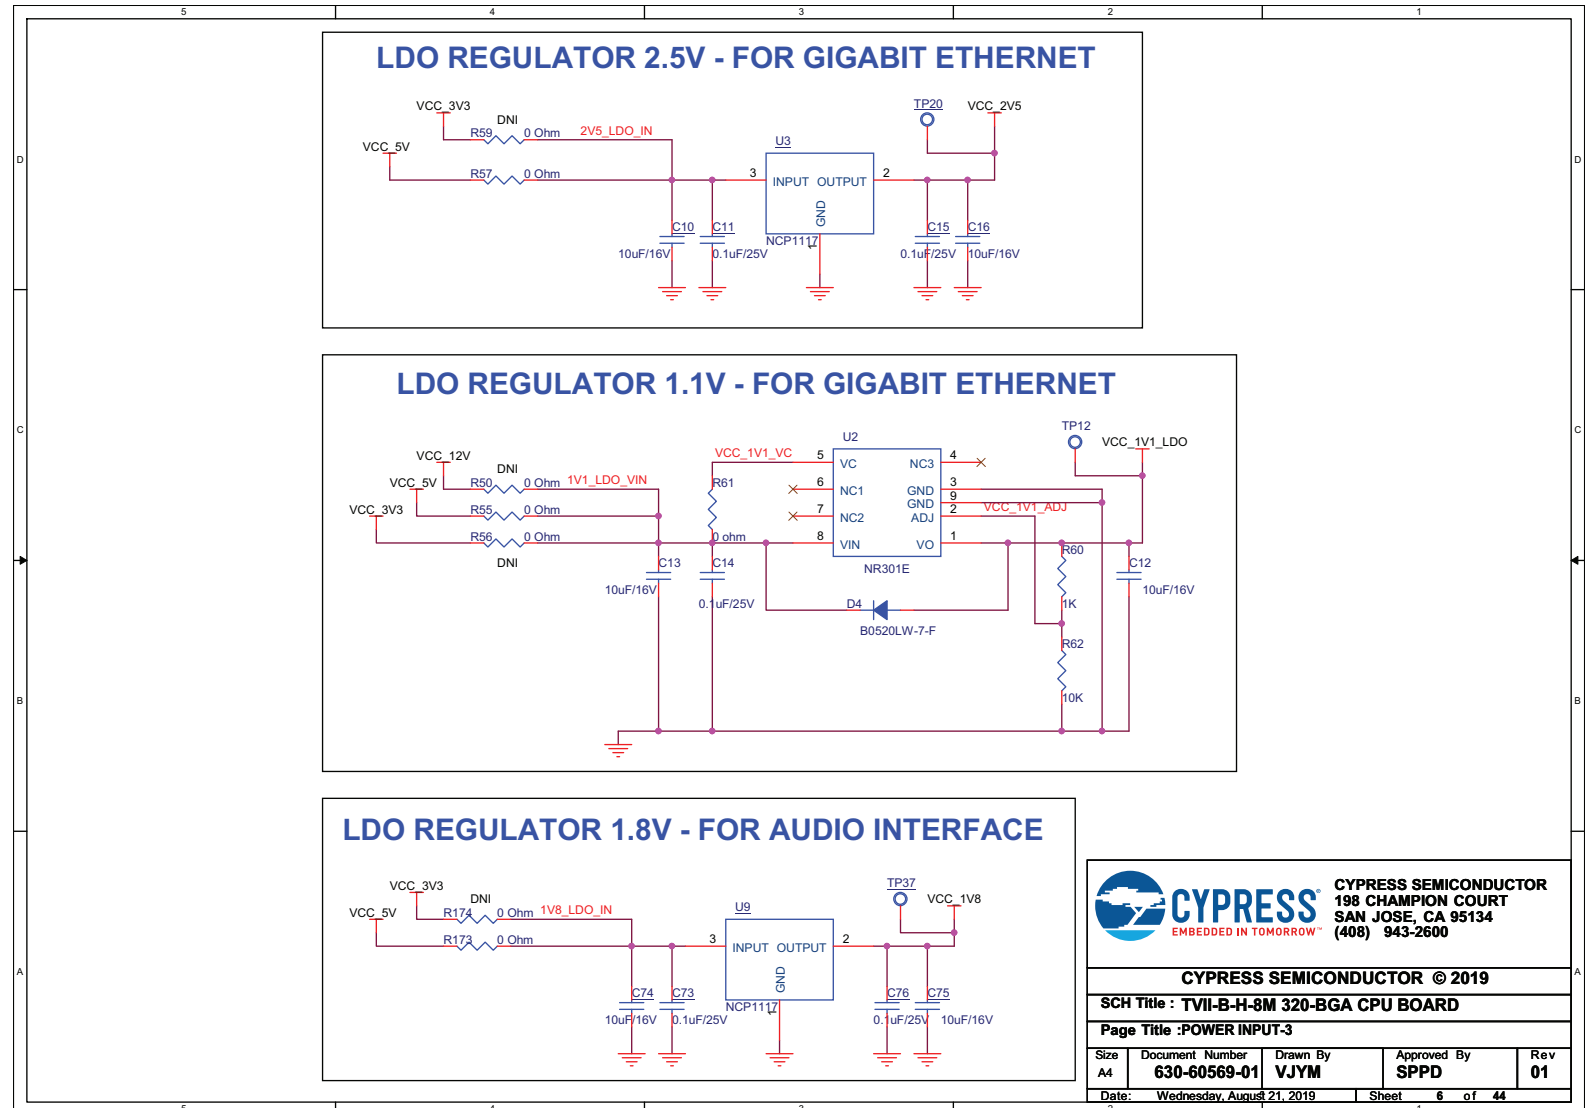 5 4 3 2 1
D D
C C
B B
A A
LDO REGULATOR 2.5V - FOR GIGABIT ETHERNET
VCC_3V3
DNI
R59 0 Ohm 2V5_LDO_IN
VCC_5V
R57 0 Ohm
TP20 VCC_2V5
U3
3 INPUT OUTPUT 2
GND
1
NCP1117
C10 C11 C15 C16
10uF/16V 0.1uF/25V 0.1uF/25V 10uF/16V
LDO REGULATOR 1.1V - FOR GIGABIT ETHERNET
VCC_12V
DNI
R50 0 Ohm 1V1_LDO_VIN
VCC_5V
R55 0 Ohm
VCC_3V3
R56 0 Ohm
DNI
VCC_1V1_VC
R61
0 ohm
U2
5 VC NC3 4
6 NC1 GND 3
GND 9
7 NC2 ADJ 2
8 VIN VO 1
NR301E
VCC_1V1_ADJ
TP12
VCC_1V1_LDO
C13 C14
10uF/16V 0.1uF/25V
D4
B0520LW-7-F
R60
1K
R62
10K
C12
10uF/16V
LDO REGULATOR 1.8V - FOR AUDIO INTERFACE
VCC_3V3
DNI
R174 0 Ohm 1V8_LDO_IN
VCC_5V
R173 0 Ohm
TP37
VCC_1V8
U9
3 INPUT OUTPUT 2
GND
1
NCP1117
C74 C73 C76 C75
10uF/16V 0.1uF/25V 0.1uF/25V 10uF/16V
CYPRESS®
EMBEDDED IN TOMORROW™
CYPRESS SEMICONDUCTOR
198 CHAMPION COURT
SAN JOSE, CA 95134
(408) 943-2600
CYPRESS SEMICONDUCTOR © 2019
SCH Title : TVII-B-H-8M 320-BGA CPU BOARD
Page Title :POWER INPUT-3
Size Document Number Drawn By Approved By Rev
A4 630-60569-01 VJYM SPPD 01
Date: Wednesday, August 21, 2019 Sheet 6 of 44
5 4 3 2 1